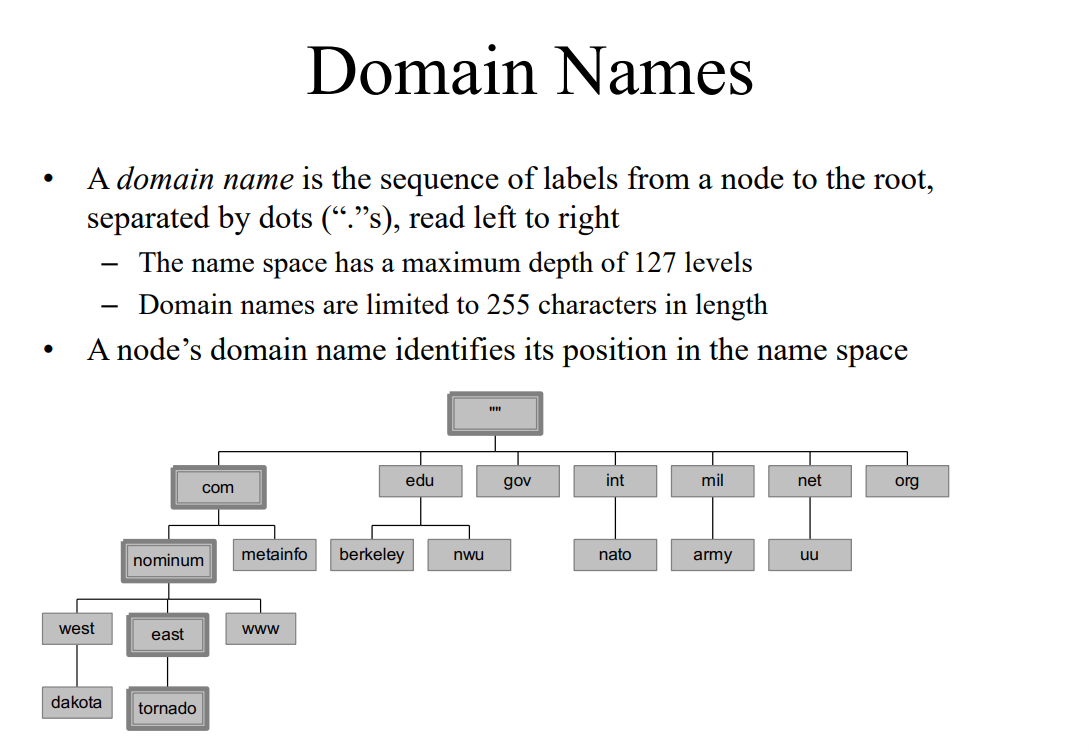 Domain Names
• A domain name is the sequence of labels from a node to the root,
separated by dots (“.”s), read left to right
– The name space has a maximum depth of 127 levels
– Domain names are limited to 255 characters in length
• A node’s domain name identifies its position in the name space
""
com edu gov int mil net org
nominum metainfo berkeley nwu nato army uu
west east www
dakota tornado